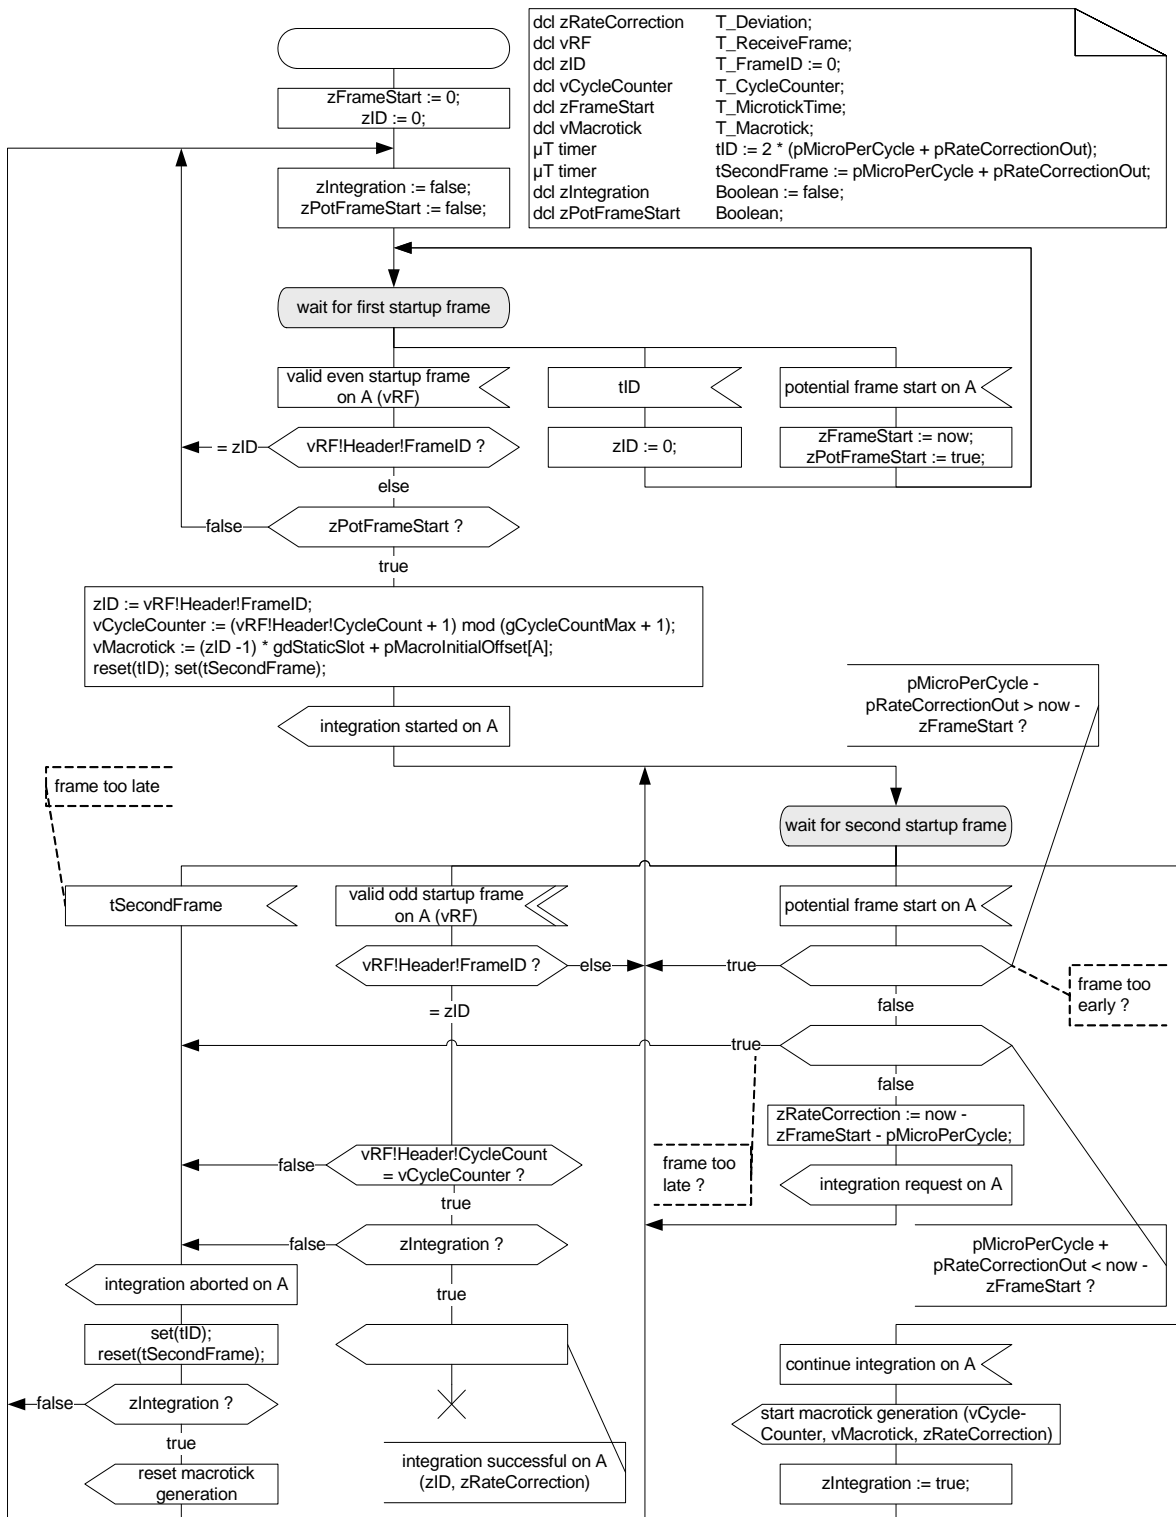 dcl zRateCorrection T_Deviation;
dcl vRF T_ReceiveFrame;
dcl zID T_FrameID := 0;
dcl vCycleCounter T_CycleCounter;
dcl zFrameStart T_MicrotickTime;
dcl vMacrotick T_Macrotick;
µT timer tID := 2 * (pMicroPerCycle + pRateCorrectionOut);
µT timer tSecondFrame := pMicroPerCycle + pRateCorrectionOut;
dcl zIntegration Boolean := false;
dcl zPotFrameStart Boolean;
zFrameStart := 0;
zID := 0;
zIntegration := false;
zPotFrameStart := false;
wait for first startup frame
valid even startup frame
on A (vRF)
tID
potential frame start on A
= zID
vRF!Header!FrameID ?
zID := 0;
zFrameStart := now;
zPotFrameStart := true;
else
false
zPotFrameStart ?
true
zID := vRF!Header!FrameID;
vCycleCounter := (vRF!Header!CycleCount + 1) mod (gCycleCountMax + 1);
vMacrotick := (zID -1) * gdStaticSlot + pMacroInitialOffset[A];
reset(tID); set(tSecondFrame);
integration started on A
pMicroPerCycle -
pRateCorrectionOut > now -
zFrameStart ?
frame too late
wait for second startup frame
tSecondFrame
valid odd startup frame
on A (vRF)
potential frame start on A
vRF!Header!FrameID ?
else
true
frame too
early ?
= zID
false
true
false
zRateCorrection := now -
zFrameStart - pMicroPerCycle;
frame too
late ?
false
vRF!Header!CycleCount
= vCycleCounter ?
integration request on A
true
false
zIntegration ?
pMicroPerCycle +
pRateCorrectionOut < now -
zFrameStart ?
integration aborted on A
true
set(tID);
reset(tSecondFrame);
continue integration on A
false
zIntegration ?
start macrotick generation (vCycle-
Counter, vMacrotick, zRateCorrection)
true
integration successful on A
(zID, zRateCorrection)
reset macrotick
generation
zIntegration := true;